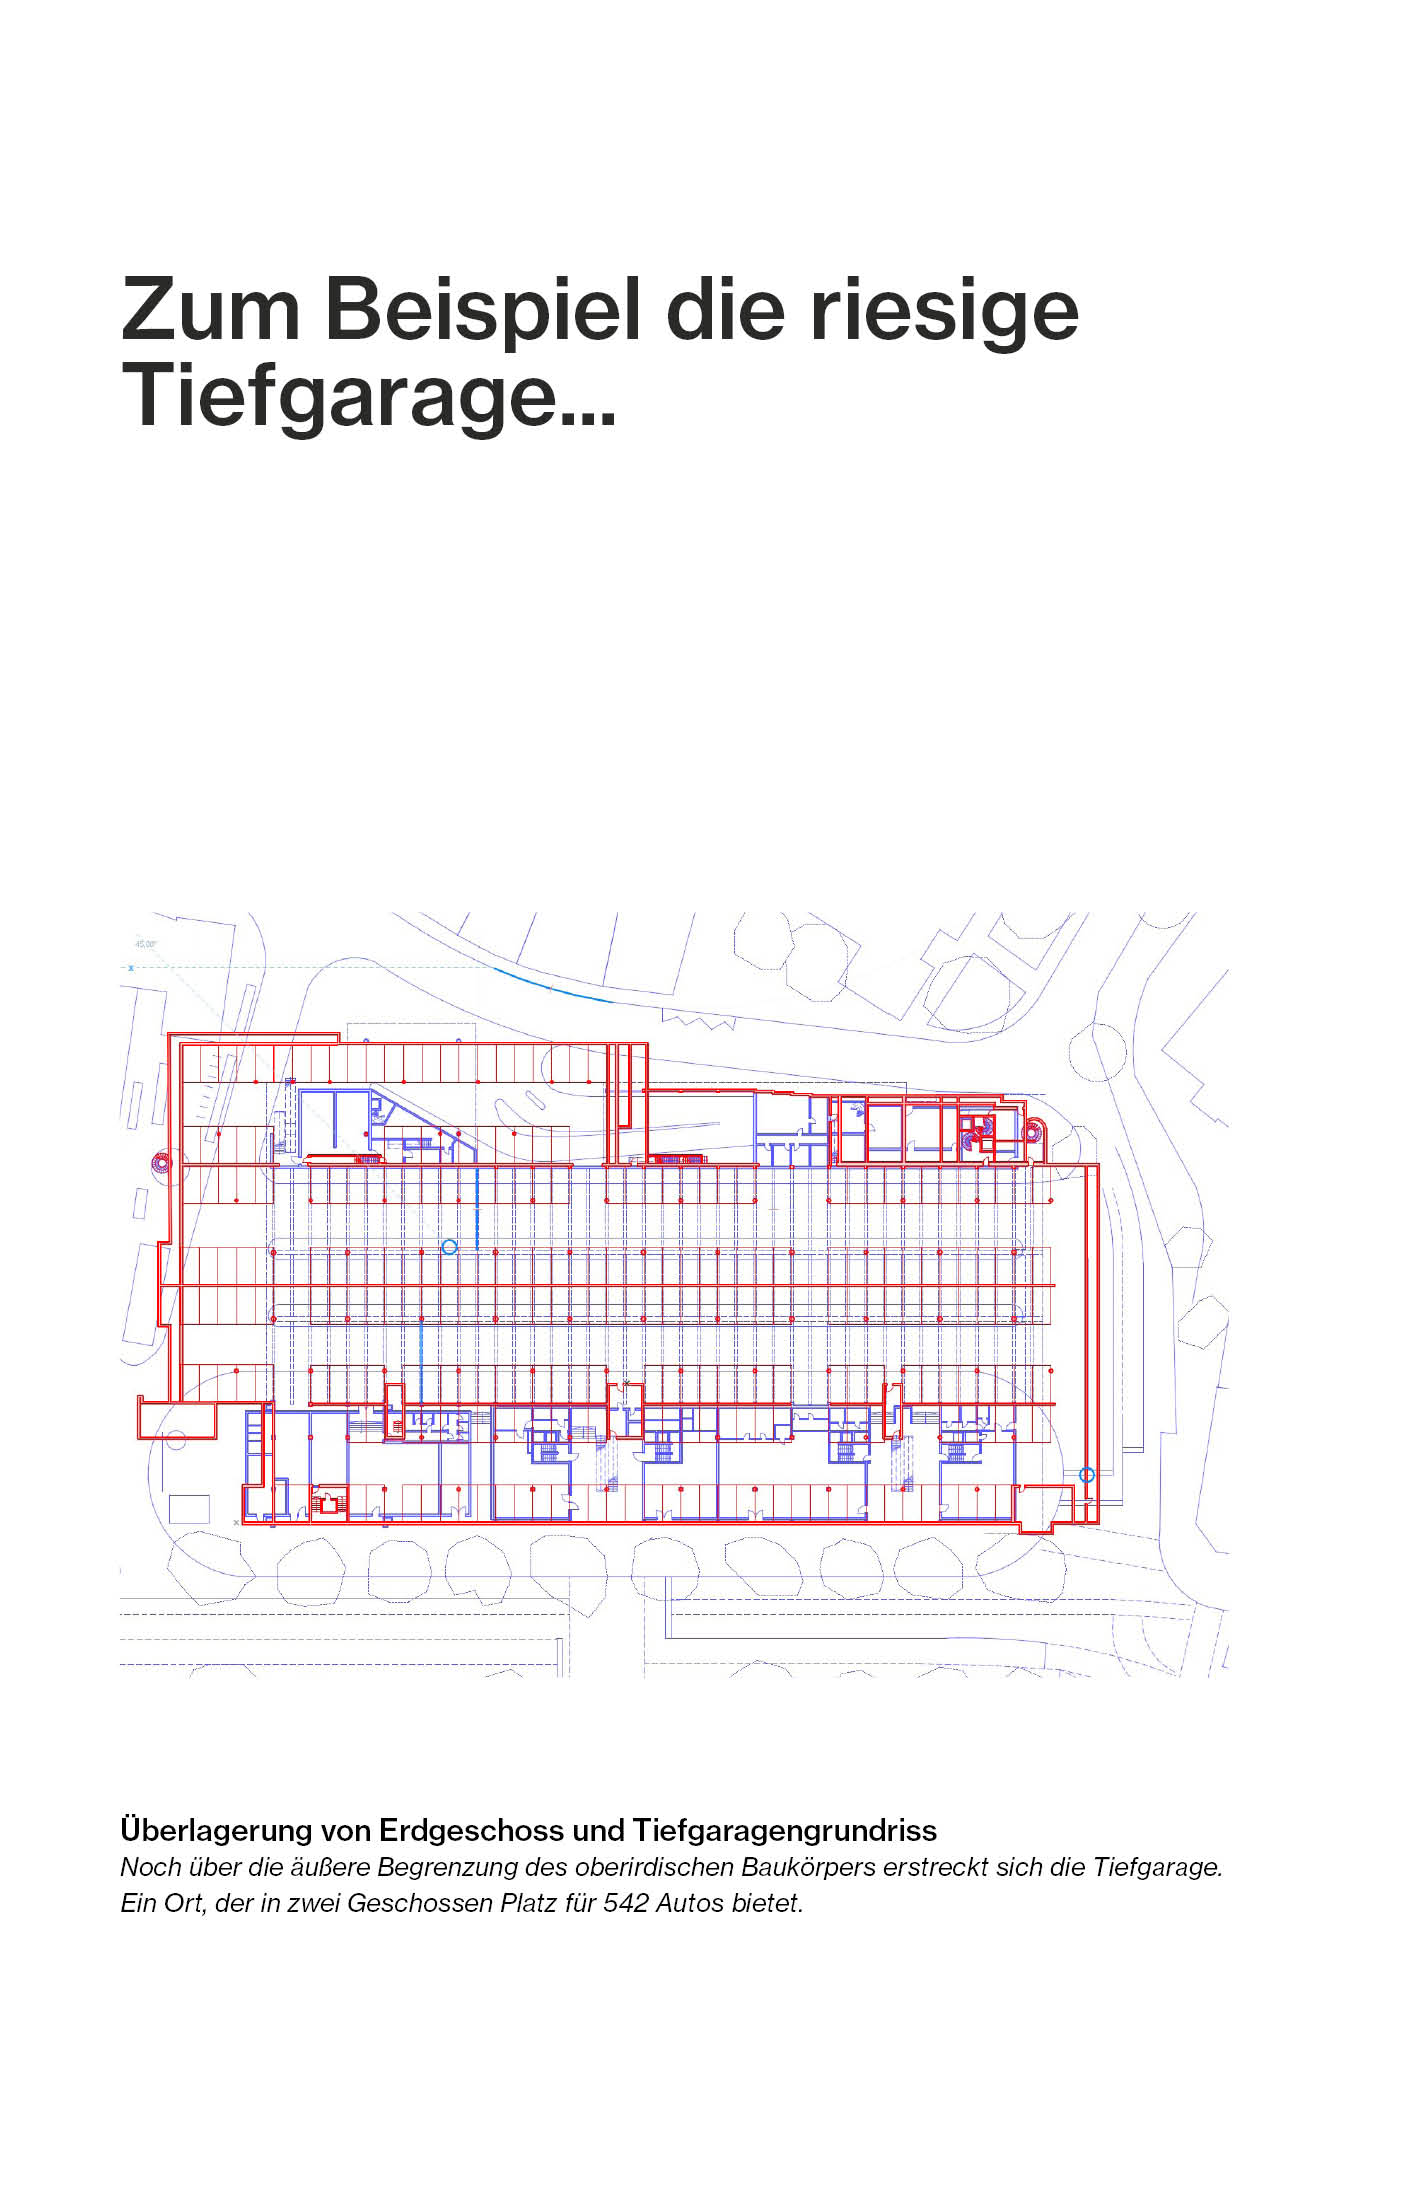 Zum Beispiel die riesige
Tiefgarage...
45,00°
x
Überlagerung von Erdgeschoss und Tiefgaragengrundriss
Noch über die äußere Begrenzung des oberirdischen Baukörpers erstreckt sich die Tiefgarage.
Ein Ort, der in zwei Geschossen Platz für 542 Autos bietet.